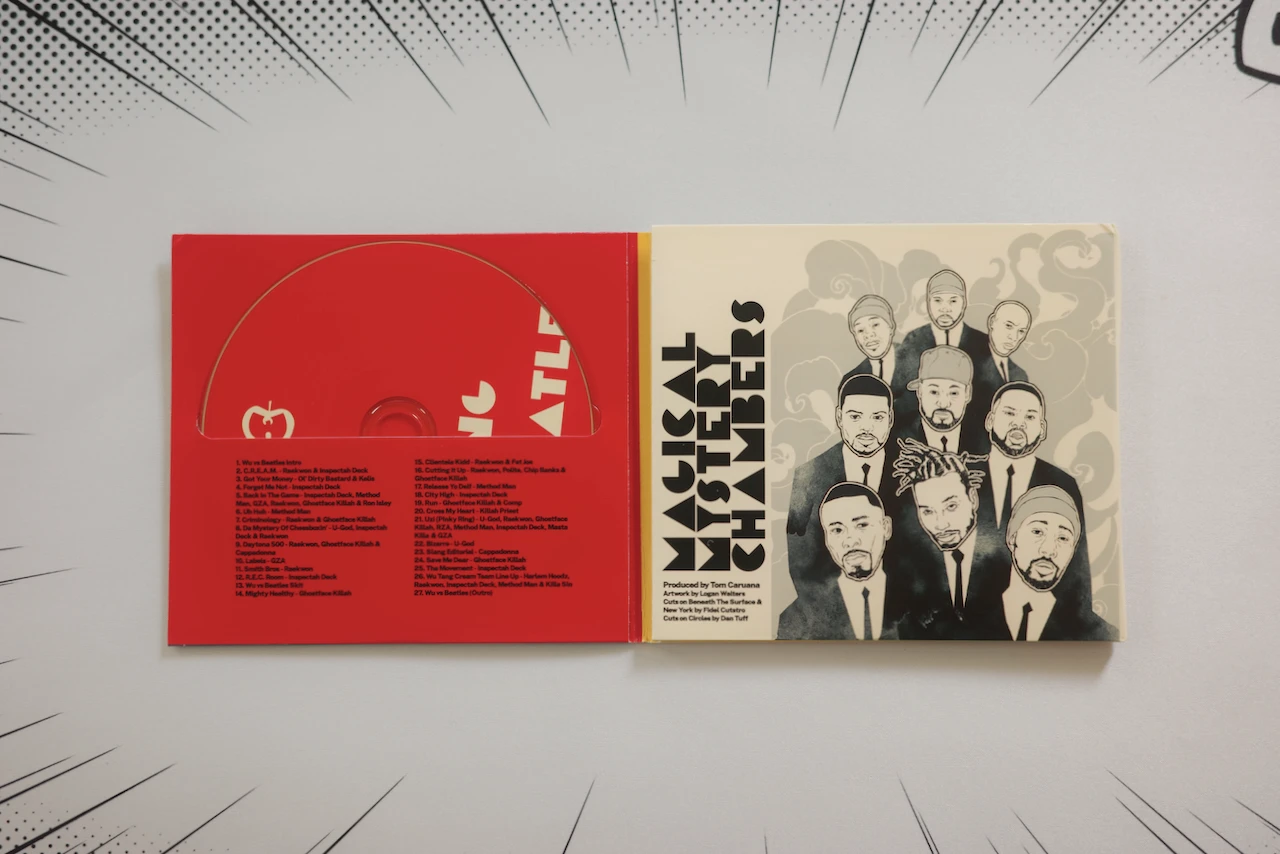 ATLE
IC
1. Wu vs Beatles Intro
2. C.R.E.A.M. - Raekwon & Inspectah Deck
3. Got Your Money - Ol' Dirty Bastard & Kelis
4. Forget Me Not - Inspectah Deck
5. Back In The Game - Inspectah Deck, Method
Man, GZA, Raekwon, Ghostface Killah & Ron Isley
6. Uh Huh - Method Man
7. Criminology - Raekwon & Ghostface Killah
8. Da Mystery Of Chessboxin' - U-God, Inspectah
Deck & Raekwon
9. Daytona 500 - Raekwon, Ghostface Killah &
Cappadonna
10. Labels - GZA
11. Smith Bros - Raekwon
12. R.E.C. Room - Inspectah Deck
13. Wu vs Beatles Skit
14. Mighty Healthy - Ghostface Killah
15. Clientele Kidd - Raekwon & Fat Joe
16. Cutting It Up - Raekwon, Polite, Chip Banks &
Ghostface Killah
17. Release Yo Delf - Method Man
18. City High - Inspectah Deck
19. Run - Ghostface Killah & Comp
20. Cross My Heart - Killah Priest
21. Uzi (Pinky Ring) - U-God, Raekwon, Ghostface
Killah, RZA, Method Man, Inspectah Deck, Masta
Killa & GZA
22. Bizarre - U-God
23. Slang Editorial - Cappadonna
24. Save Me Dear - Ghostface Killah
25. The Movement - Inspectah Deck
26. Wu Tang Cream Team Line Up - Harlem Hoodz,
Raekwon, Inspectah Deck, Method Man & Killa Sin
27. Wu vs Beatles (Outro)
MAGICAL
MYSTERY
CHAMBERS
Produced by Tom Caruana
Artwork by Logan Walters
Cuts on Beneath The Surface &
New York by Fidel Cutstro
Cuts on Circles by Dan Tuff